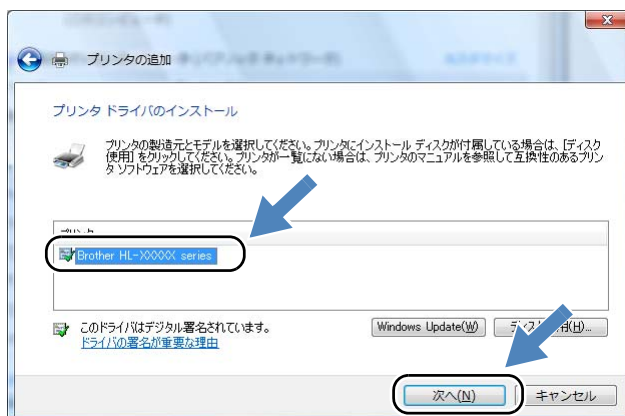 プリンタの追加
プリンタ ドライバのインストール
プリンタの製造元とモデルを選択してください。プリンタにインストール ディスクが付属している場合は、[ディスク
使用] をクリックしてください。プリンタが一覧にない場合は、プリンタのマニュアルを参照して互換性のあるプリン
タ ソフトウェアを選択してください。
Brother HL-XXXXX series
このドライバはデジタル署名されています。
ドライバの署名が重要な理由
Windows Update(W)
次へ(N)
キャンセル